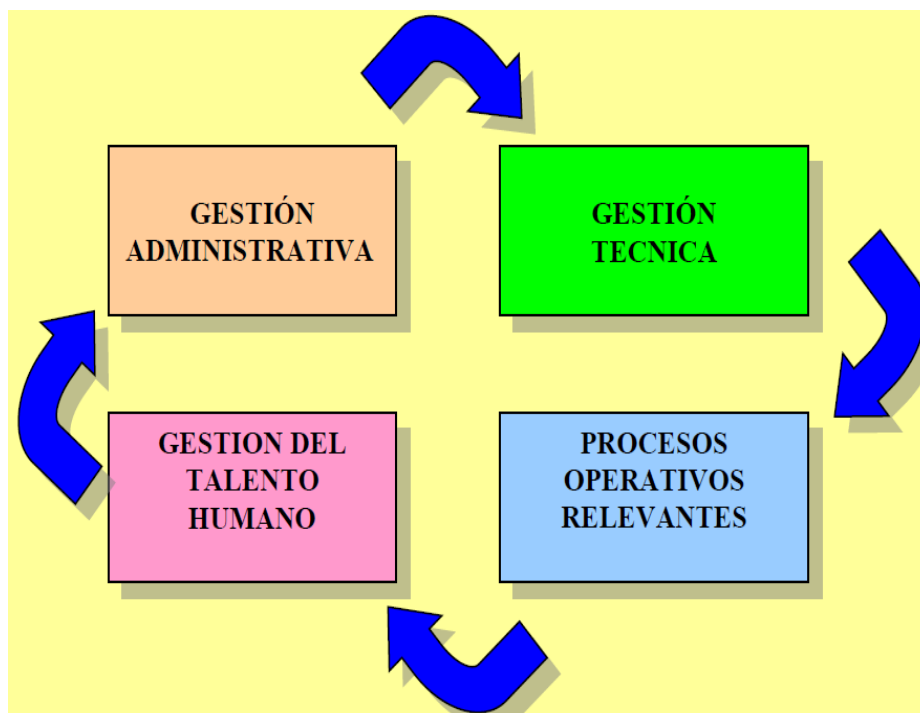 GESTIÓN
ADMINISTRATIVA
GESTIÓN
TECNICA
GESTION DEL
TALENTO
HUMANO
PROCESOS
OPERATIVOS
RELEVANTES